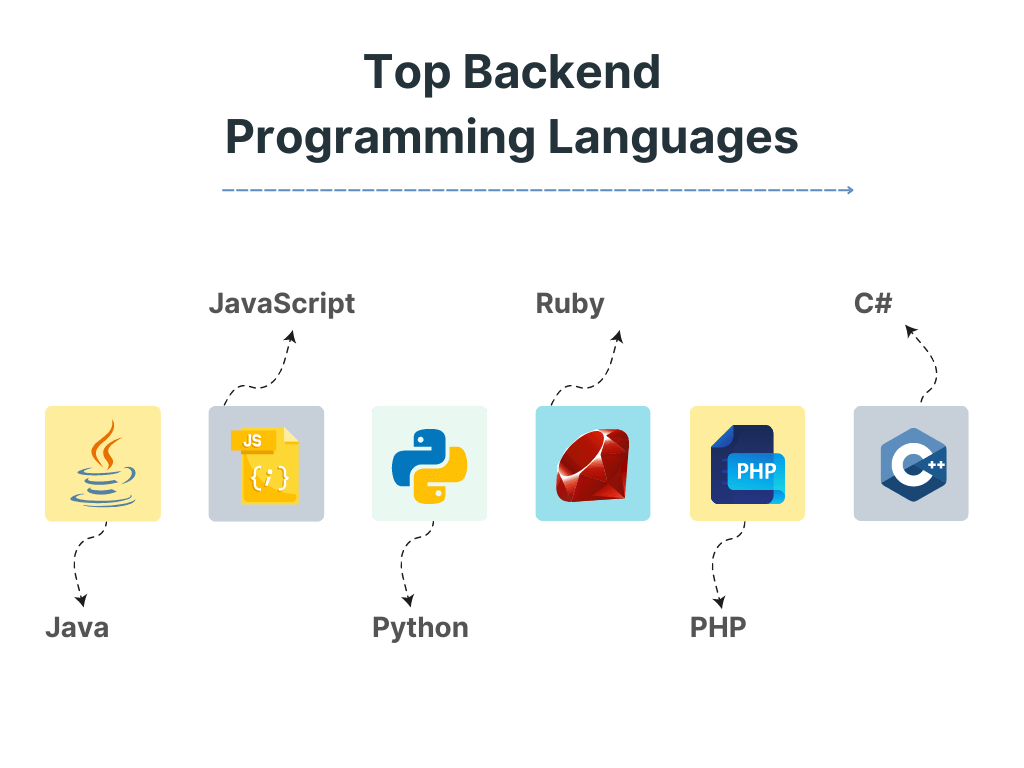 Top Backend
Programming Languages
JavaScript
Ruby
C#
JS
{i}
PHP
C++
Java
Python
PHP